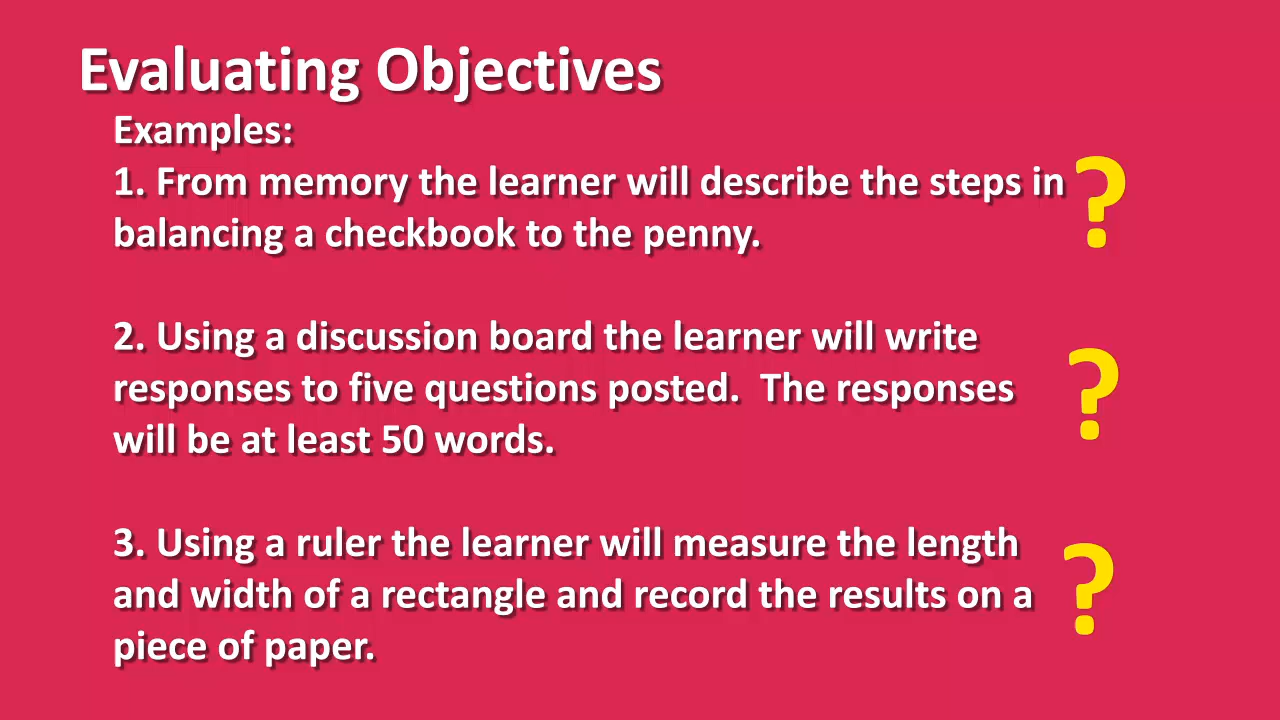 Evaluating Objectives
Examples:
1. From memory the learner will describe the steps in ?
balancing a checkbook to the penny.
2. Using a discussion board the learner will write
responses to five questions posted.  The responses ?
will be at least 50 words.
3. Using a ruler the learner will measure the length
and width of a rectangle and record the results on a ?
piece of paper.